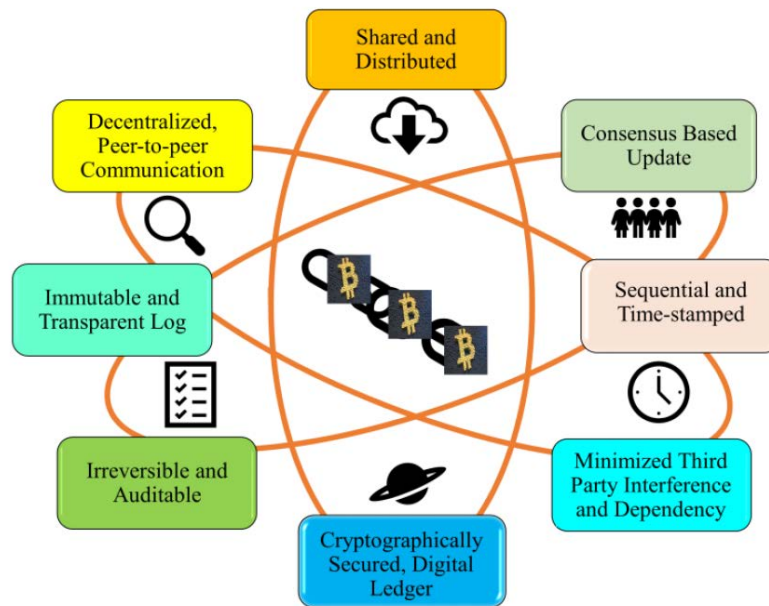 Shared and
Distributed
Decentralized,
Peer-to-peer
Communication
Consensus Based
Update
Immutable and
Transparent Log
Sequential and
Time-stamped
Irreversible and
Auditable
Minimized Third
Party Interference
and Dependency
Cryptographically
Secured, Digital
Ledger